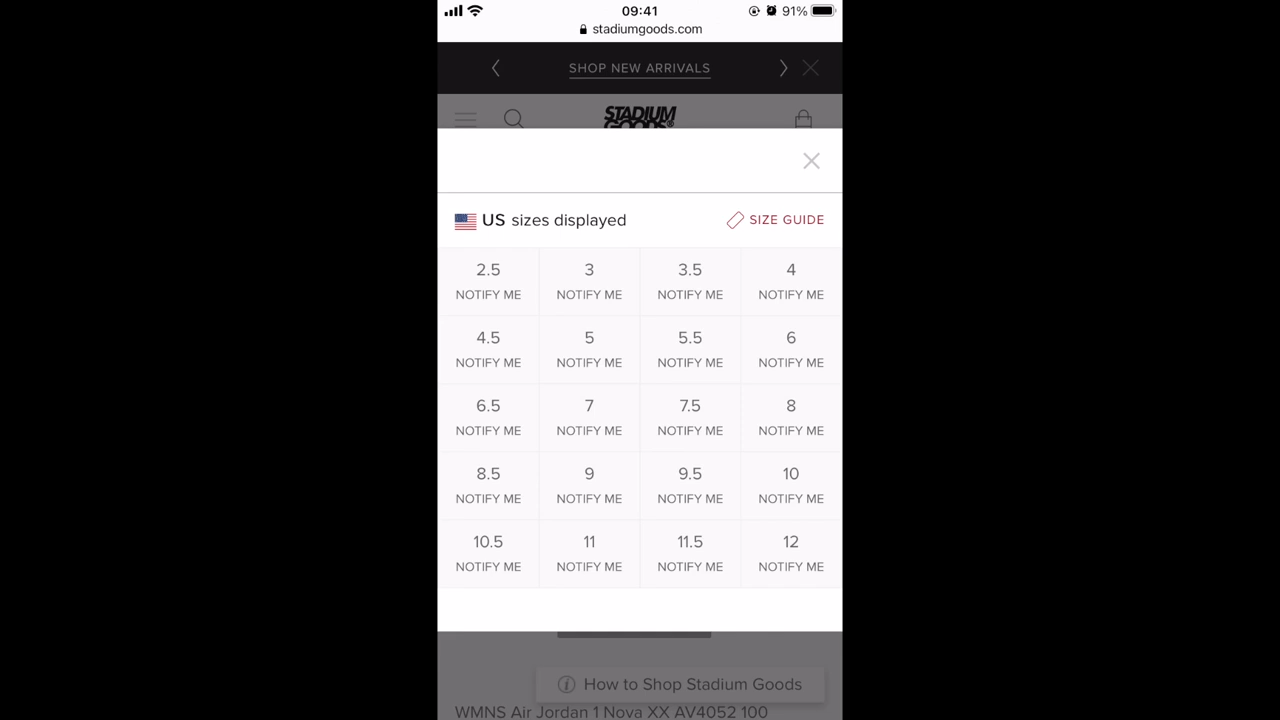 09:41
91%
stadiumgoods.com
SHOP NEW ARRIVALS
STADIUM
GOODS®
US sizes displayed
SIZE GUIDE
2.5 3 3.5 4
NOTIFY ME NOTIFY ME NOTIFY ME NOTIFY ME
4.5 5 5.5 6
NOTIFY ME NOTIFY ME NOTIFY ME NOTIFY ME
6.5 7 7.5 8
NOTIFY ME NOTIFY ME NOTIFY ME NOTIFY ME
8.5 9 9.5 10
NOTIFY ME NOTIFY ME NOTIFY ME NOTIFY ME
10.5 11 11.5 12
NOTIFY ME NOTIFY ME NOTIFY ME NOTIFY ME
How to Shop Stadium Goods
WMNS Air Jordan 1 Nova XX AV4052 100